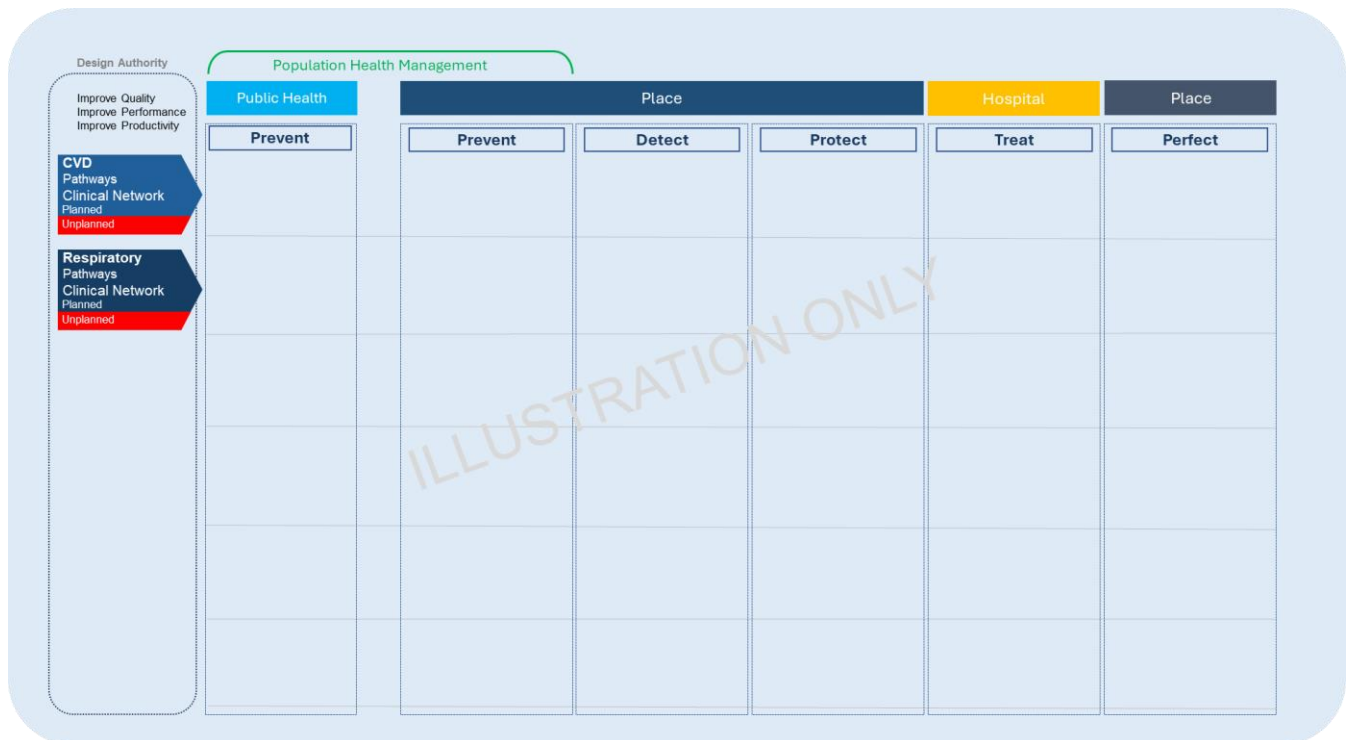 Design Authority
Population Health Management
Improve Quality
Improve Performance
Improve Productivity
Public Health
Place
Hospital
Place
Prevent
Prevent
Detect
Protect
Treat
Perfect
CVD
Pathways
Clinical Network
Planned
Unplanned
Respiratory
Pathways
Clinical Network
Planned
Unplanned
ILLUSTRATION ONLY